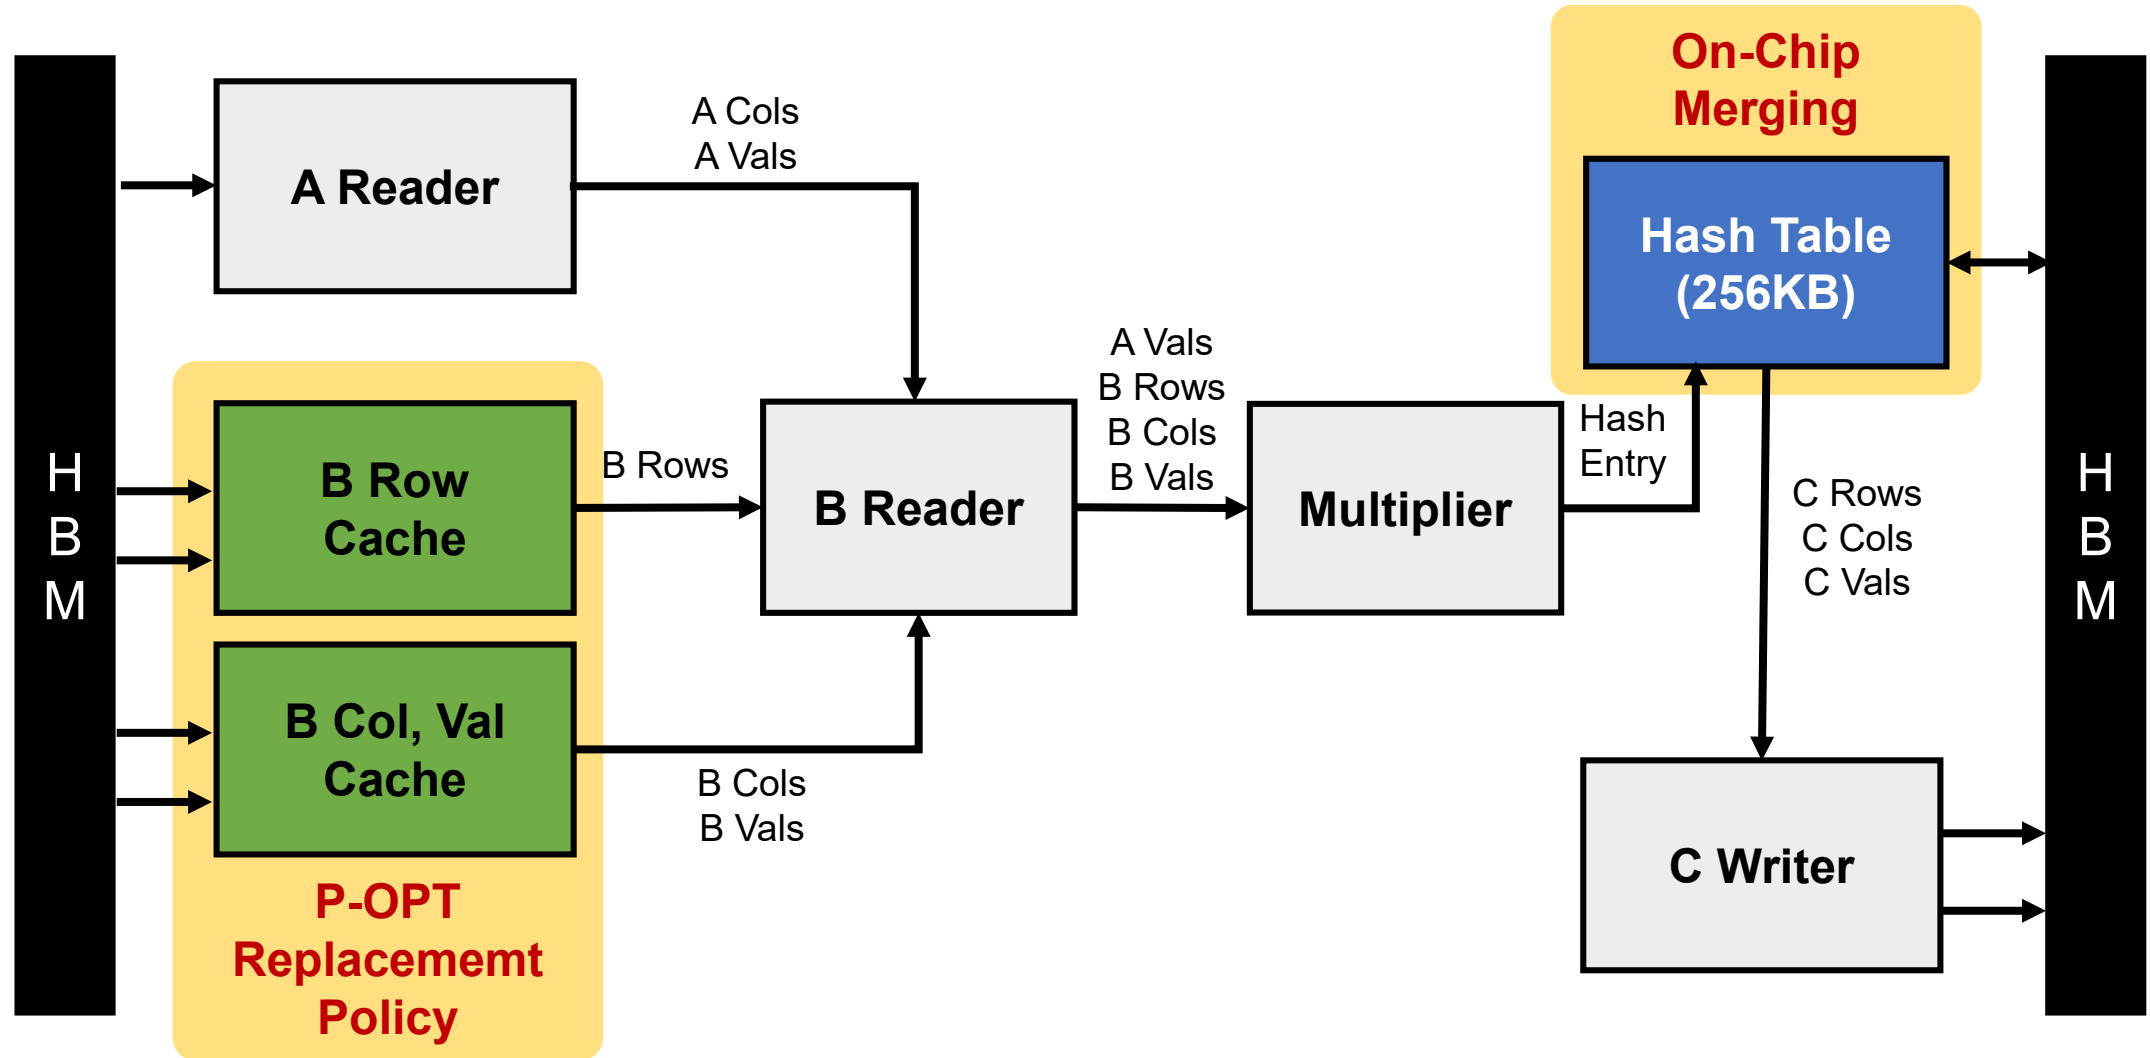 H
B
M
A Reader
A Cols
A Vals
B Row
Cache
B Rows
B Col, Val
Cache
B Cols
B Vals
P-OPT
Replacememt
Policy
B Reader
A Vals
B Rows
B Cols
B Vals
Multiplier
Hash
Entry
On-Chip
Merging
Hash Table
(256KB)
C Rows
C Cols
C Vals
C Writer
H
B
M